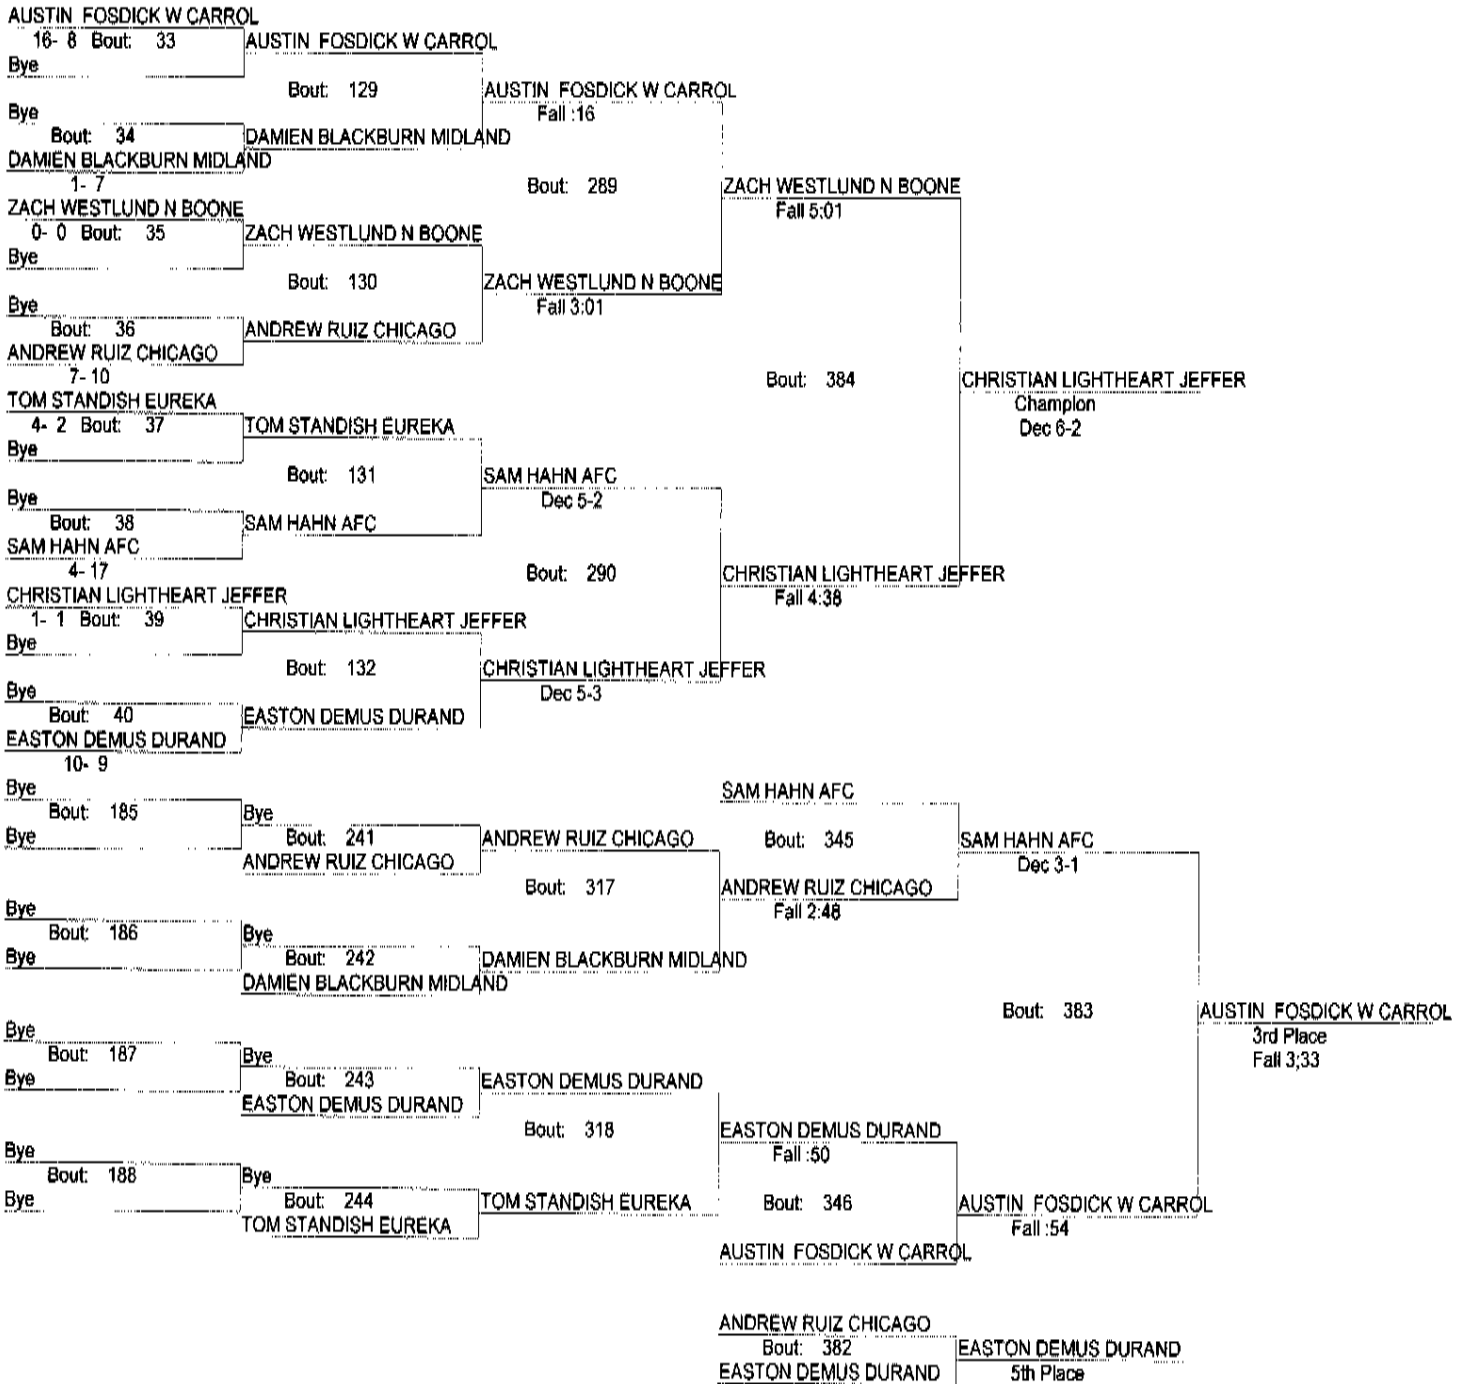 AUSTIN FOSDICK W CARROL
16- 8 Bout: 33
AUSTIN FOSDICK W CARROL
Bye
Bout: 129
AUSTIN FOSDICK W CARROL
Fall :16
Bye
Bout: 34
DAMIEN BLACKBURN MIDLAND
DAMIEN BLACKBURN MIDLAND
1- 7
Bout: 289
ZACH WESTLUND N BOONE
Fall 5:01
ZACH WESTLUND N BOONE
0- 0 Bout: 35
ZACH WESTLUND N BOONE
Bye
Bout: 130
ZACH WESTLUND N BOONE
Fall 3:01
Bye
Bout: 36
ANDREW RUIZ CHICAGO
ANDREW RUIZ CHICAGO
7- 10
Bout: 384
CHRISTIAN LIGHTHEART JEFFER
Champion
Dec 6-2
TOM STANDISH EUREKA
4- 2 Bout: 37
TOM STANDISH EUREKA
Bye
Bout: 131
SAM HAHN AFC
Dec 5-2
Bye
Bout: 38
SAM HAHN AFC
SAM HAHN AFC
4- 17
Bout: 290
CHRISTIAN LIGHTHEART JEFFER
Fall 4:38
CHRISTIAN LIGHTHEART JEFFER
1- 1 Bout: 39
CHRISTIAN LIGHTHEART JEFFER
Bye
Bout: 132
CHRISTIAN LIGHTHEART JEFFER
Dec 5-3
Bye
Bout: 40
EASTON DEMUS DURAND
EASTON DEMUS DURAND
10- 9
Bye
Bout: 185
Bye
Bye
Bout: 241
ANDREW RUIZ CHICAGO
ANDREW RUIZ CHICAGO
SAM HAHN AFC
Bout: 345
SAM HAHN AFC
Dec 3-1
Bout: 317
ANDREW RUIZ CHICAGO
Fall 2:48
Bye
Bout: 186
Bye
Bye
Bout: 242
DAMIEN BLACKBURN MIDLAND
DAMIEN BLACKBURN MIDLAND
Bout: 383
AUSTIN FOSDICK W CARROL
3rd Place
Fall 3;33
Bye
Bout: 187
Bye
Bye
Bout: 243
EASTON DEMUS DURAND
EASTON DEMUS DURAND
Bout: 318
EASTON DEMUS DURAND
Fall :50
Bye
Bout: 188
Bye
Bye
Bout: 244
TOM STANDISH EUREKA
TOM STANDISH EUREKA
Bout: 346
AUSTIN FOSDICK W CARROL
Fall :54
AUSTIN FOSDICK W CARROL
ANDREW RUIZ CHICAGO
Bout: 382
EASTON DEMUS DURAND
EASTON DEMUS DURAND
5th Place